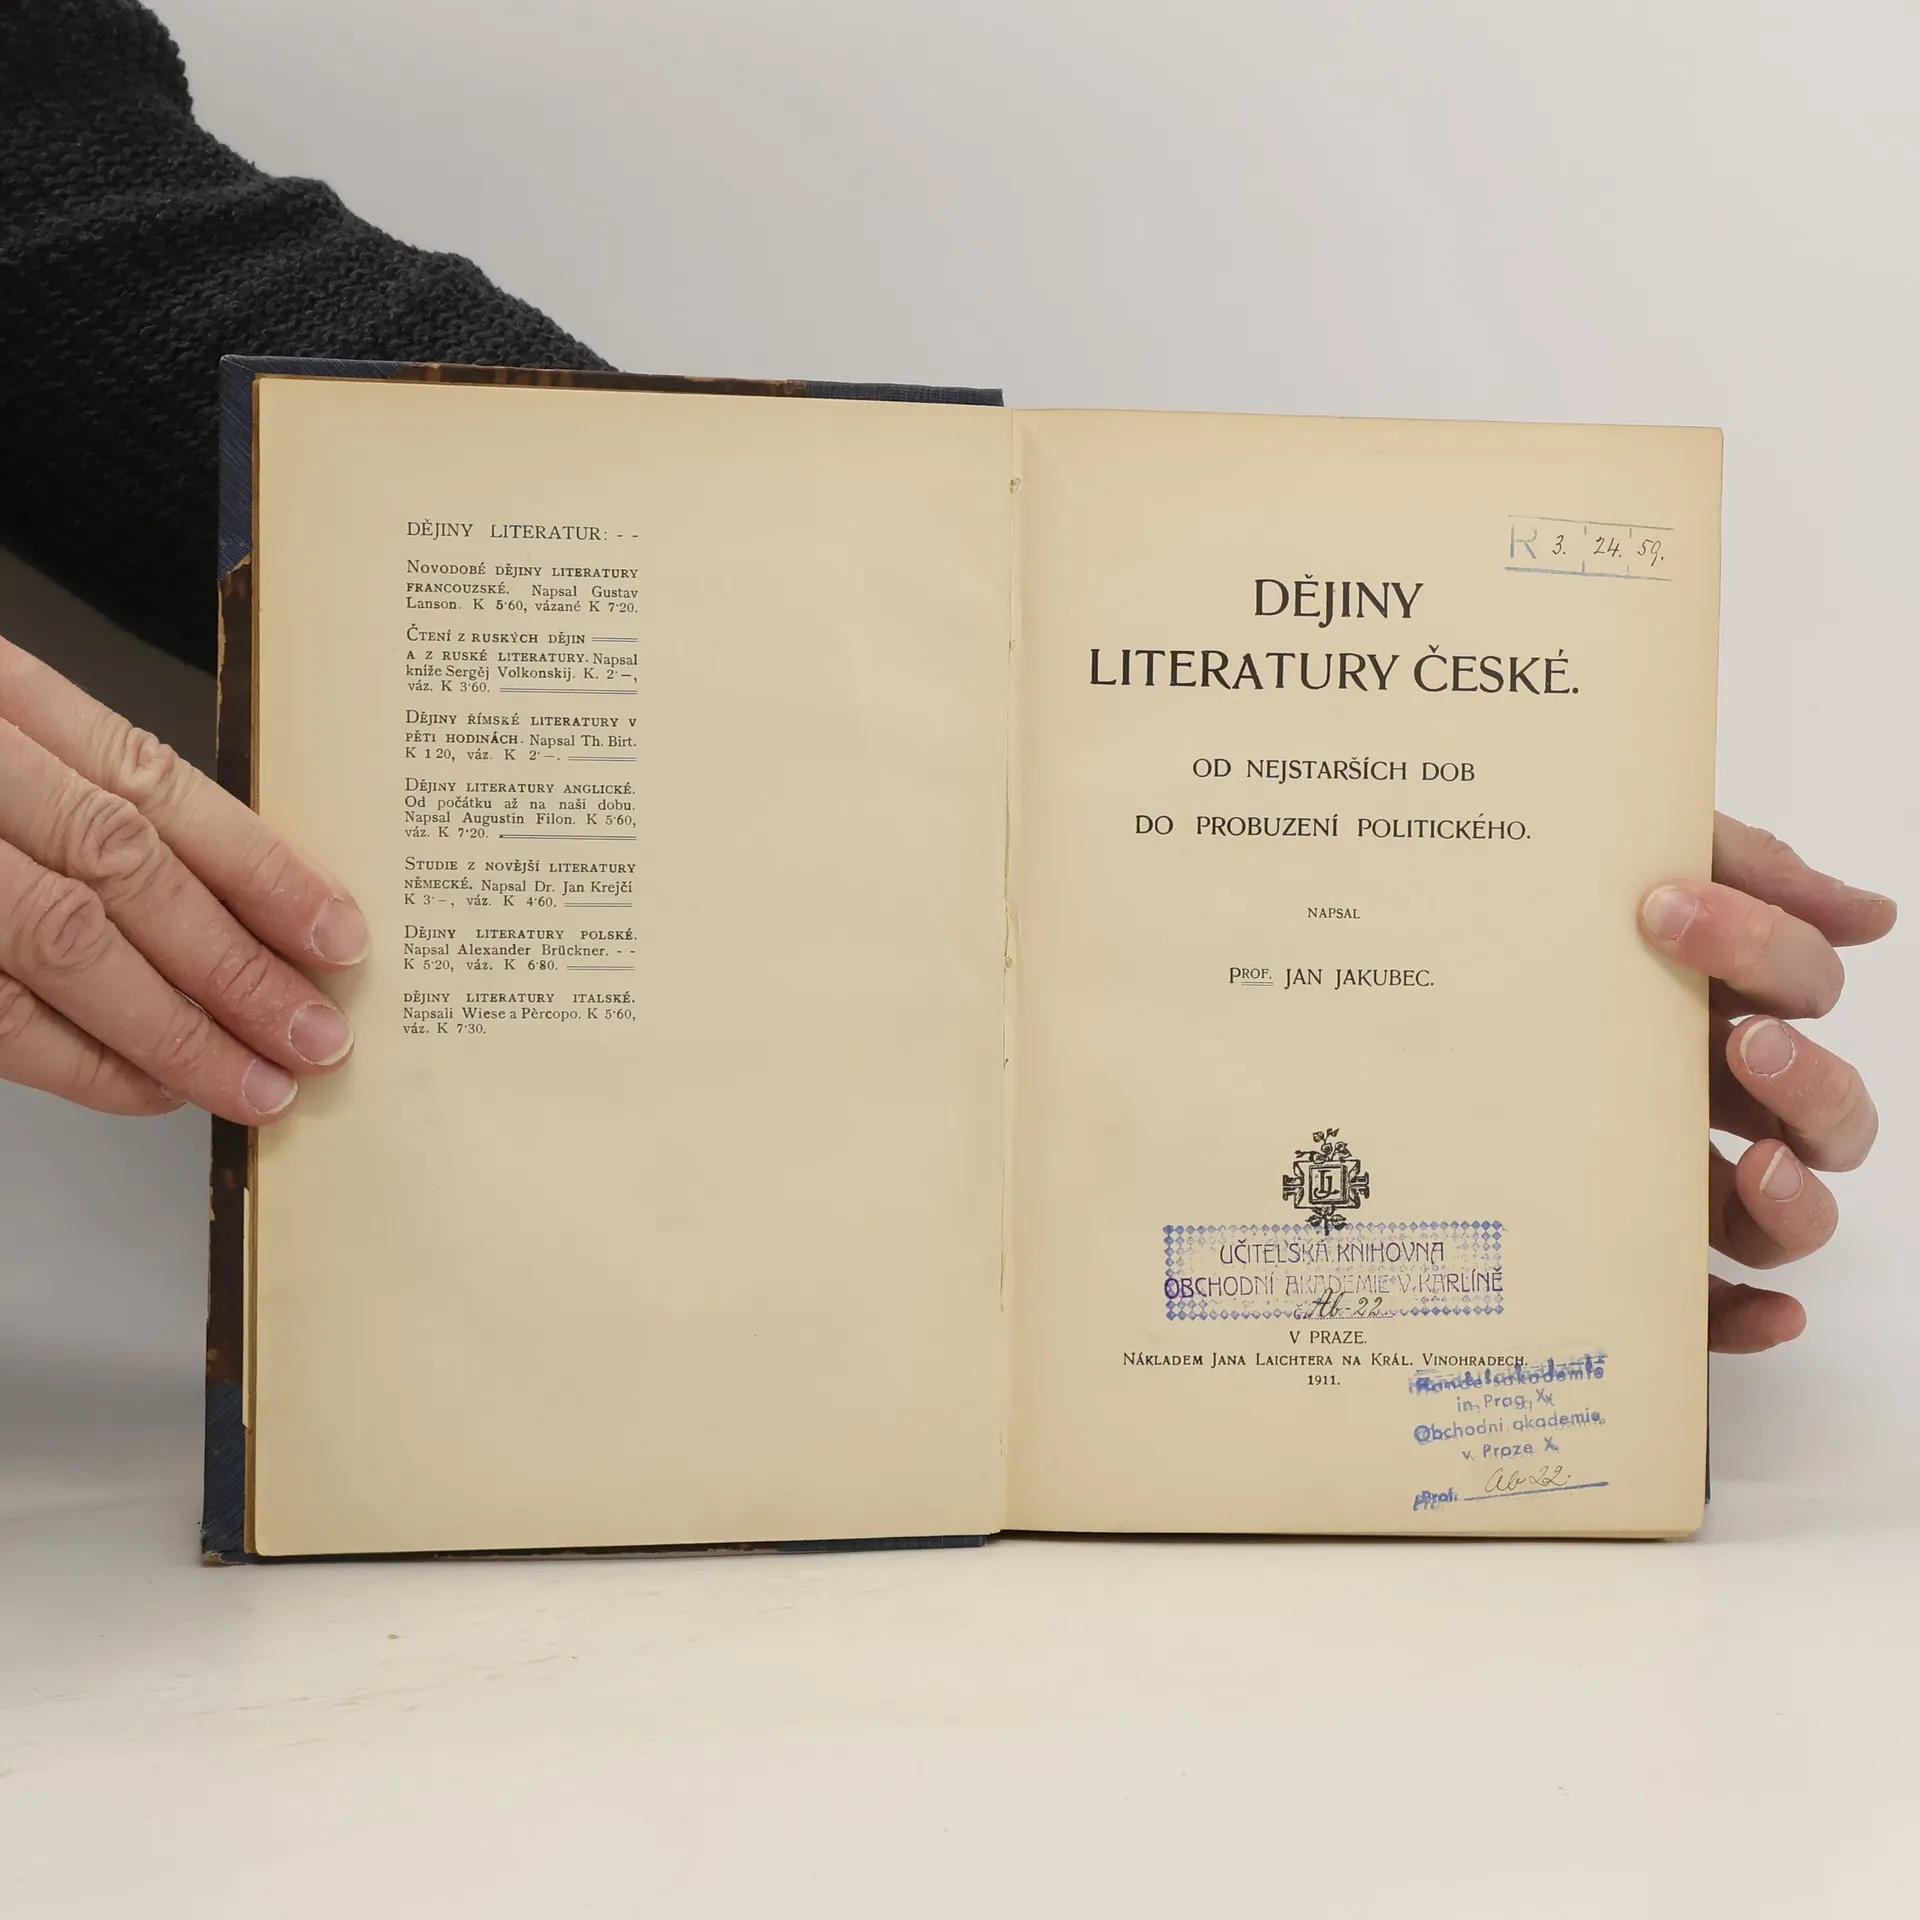 DĚJINY LITERATUR: - -
NOVODOBÉ DĚJINY LITERATURY
FRANCOUZSKÉ. Napsal Gustav
Lanson. K 5·60, vázané K 7·20.
ČTENÍ Z RUSKÝCH DĚJIN
A Z RUSKÉ LITERATURY. Napsal
kníže Sergěj Volkonskij. K. 2·—,
váz. K 3·60.
DĚJINY ŘÍMSKÉ LITERATURY V
PĚTI HODINÁCH. Napsal Th. Birt.
K 1 20, váz. K 2·—.
DĚJINY LITERATURY ANGLICKÉ.
Od počátku až na naši dobu.
Napsal Augustin Filon. K 5·60,
váz. K 7·20.
STUDIE Z NOVĚJŠÍ LITERATURY
NĚMECKÉ. Napsal Dr. Jan Krejčí
K 3·—, váz. K 4·60.
DĚJINY LITERATURY POLSKÉ.
Napsal Alexander Brückner. - -
K 5·20, váz. K 6·80.
DĚJINY LITERATURY ITALSKÉ.
Napsali Wiese a Pèrcopo. K 5·60,
váz. K 7·30.
R 3. 24. 59.
DĚJINY
LITERATURY ČESKÉ.
OD NEJSTARŠÍCH DOB
DO PROBUZENÍ POLITICKÉHO.
NAPSAL
PROF. JAN JAKUBEC.
JL
UČITELSKÁ KNIHOVNA
OBCHODNÍ AKADEMIE V KARLÍNĚ
č. Ab-22
V PRAZE.
NÁKLADEM JANA LAICHTERA NA KRÁL. VINOHRADECH.
1911.
Handelsakademie
in Prag X.
Obchodní akademie
v Praze X.
Prof. Ab 22.